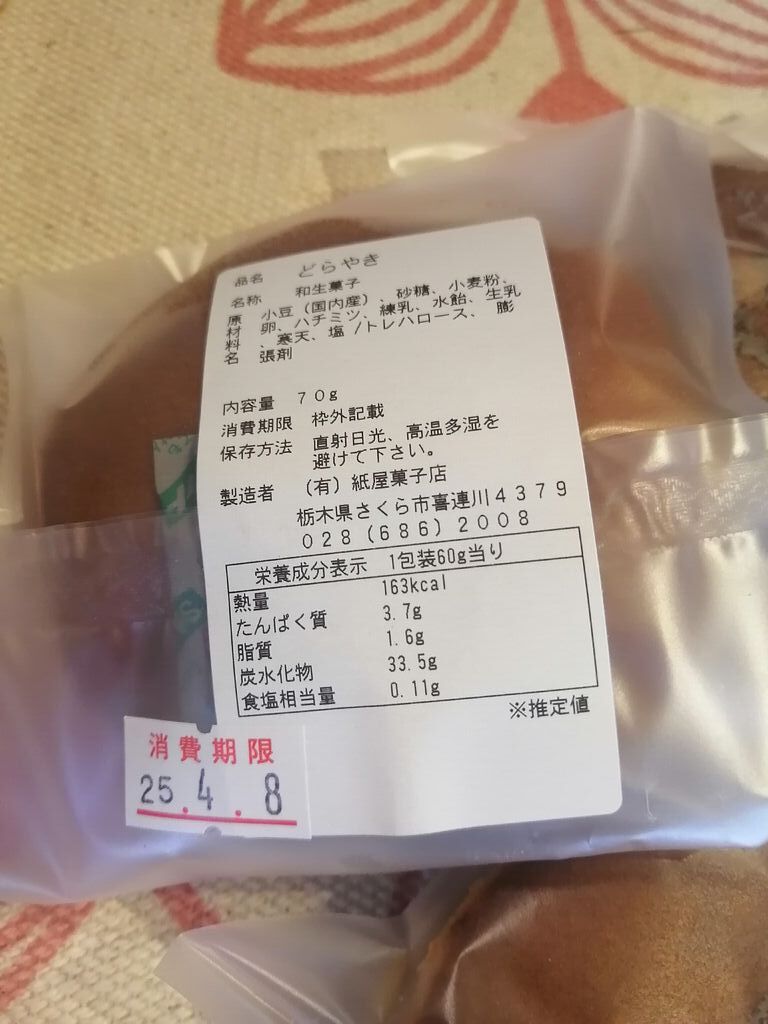 品名 どらやき
名称 和生菓子
原材料名 小豆(国内産)、砂糖、小麦粉、
卵、ハチミツ、練乳、水飴、生乳
、寒天、塩/トレハロース、膨
張剤
内容量 70g
消費期限 枠外記載
保存方法 直射日光、高温多湿を
避けて下さい。
製造者 (有)紙屋菓子店
栃木県さくら市喜連川4379
028(686)2008
栄養成分表示 1包装60g当り
熱量 163kcal
たんぱく質 3.7g
脂質 1.6g
炭水化物 33.5g
食塩相当量 0.11g
※推定値
消費期限
25.4.8